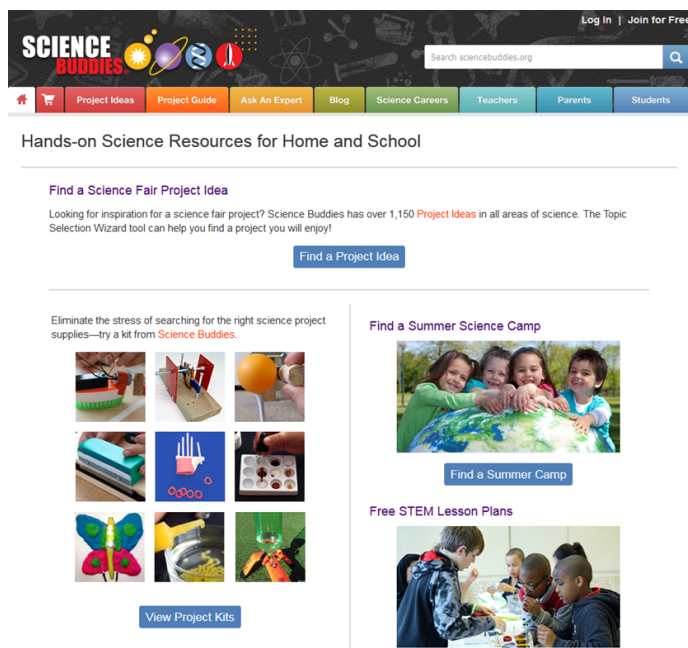 Log In | Join for Free
SCIENCE
BUDDIES
Search sciencebuddies.org
Project Ideas
Project Guide
Ask An Expert
Blog
Science Careers
Teachers
Parents
Students
Hands-on Science Resources for Home and School
Find a Science Fair Project Idea
Looking for inspiration for a science fair project? Science Buddies has over 1,150 Project Ideas in all areas of science. The Topic
Selection Wizard tool can help you find a project you will enjoy!
Find a Project Idea
Eliminate the stress of searching for the right science project
supplies—try a kit from Science Buddies.
View Project Kits
Find a Summer Science Camp
Find a Summer Camp
Free STEM Lesson Plans